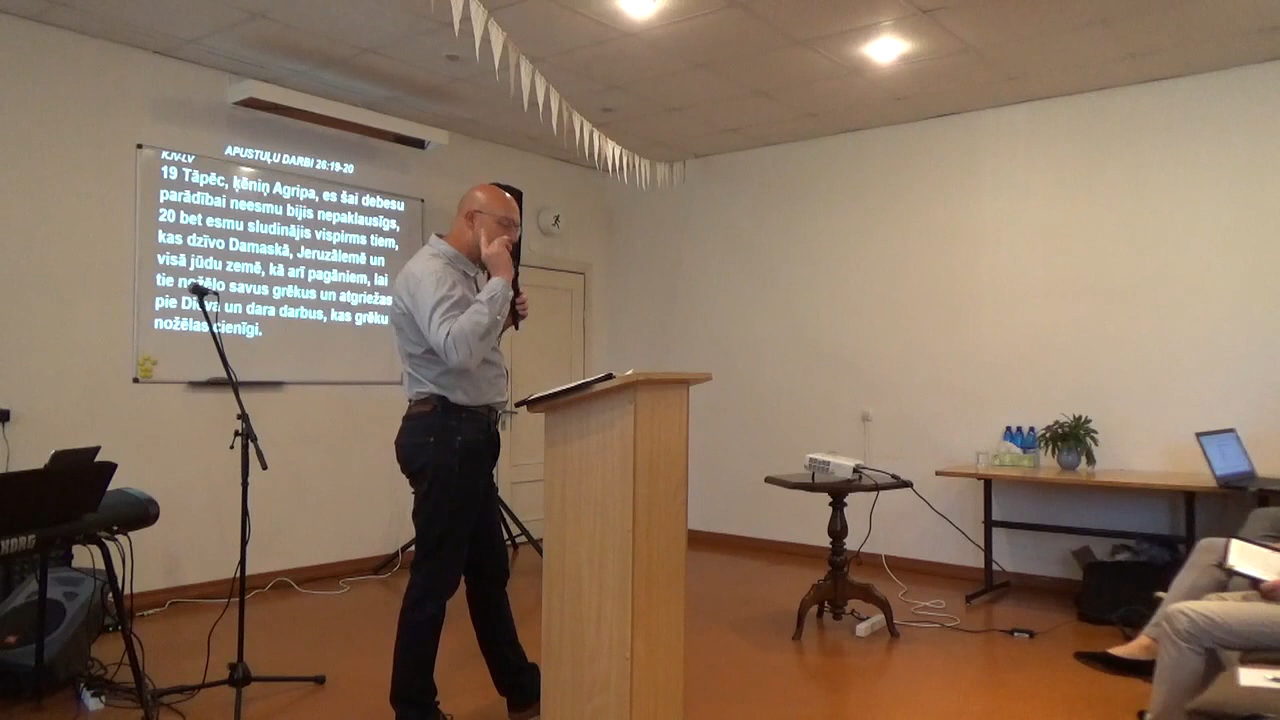 KJV-LV
APUSTUĻU DARBI 26:19-20
19 Tāpēc, ķēniņ Agripa, es šai debesu
parādībai neesmu bijis nepaklausīgs,
20 bet esmu sludinājis vispirms tiem,
kas dzīvo Damaskā, Jeruzālemē un
visā jūdu zemē, kā arī pagāniem, lai
tie nožēlo savus grēkus un atgriežas
pie Dieva un dara darbus, kas grēku
nožēlas cienīgi.
KORG
JBL